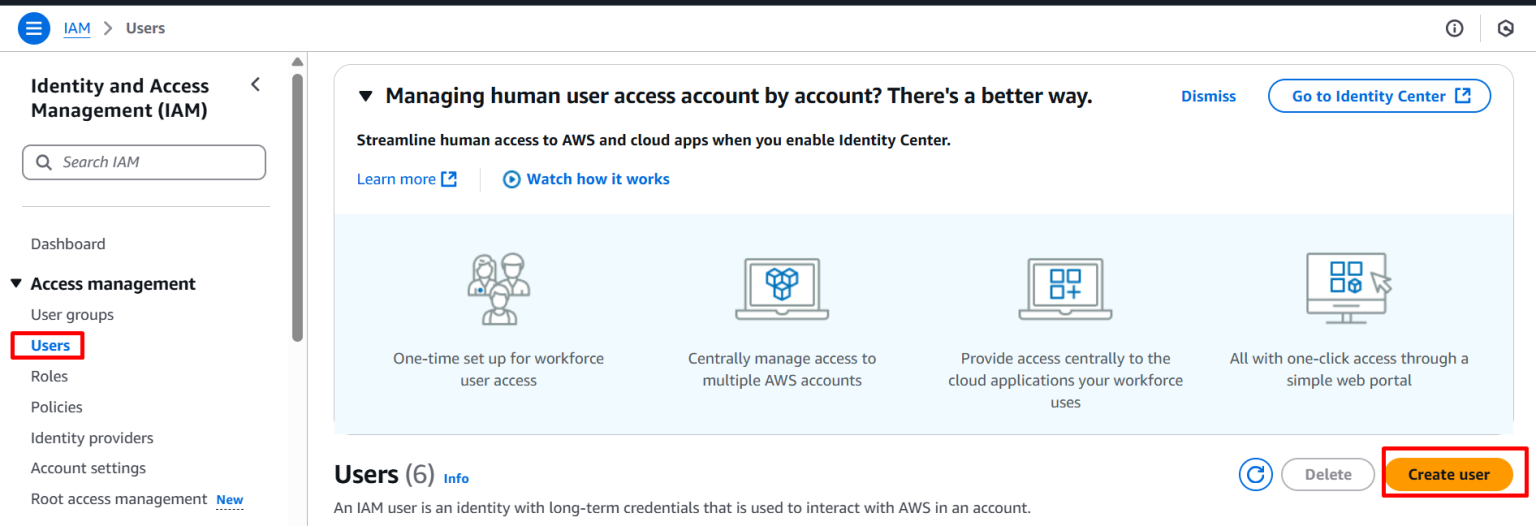 IAM > Users
Identity and Access
Management (IAM)
Search IAM
Dashboard
Access management
User groups
Users
Roles
Policies
Identity providers
Account settings
Root access management New
Managing human user access account by account? There's a better way.
Dismiss
Go to Identity Center
Streamline human access to AWS and cloud apps when you enable Identity Center.
Learn more
Watch how it works
One-time set up for workforce
user access
Centrally manage access to
multiple AWS accounts
Provide access centrally to the
cloud applications your workforce
uses
All with one-click access through a
simple web portal
Users (6) Info
Delete
Create user
An IAM user is an identity with long-term credentials that is used to interact with AWS in an account.